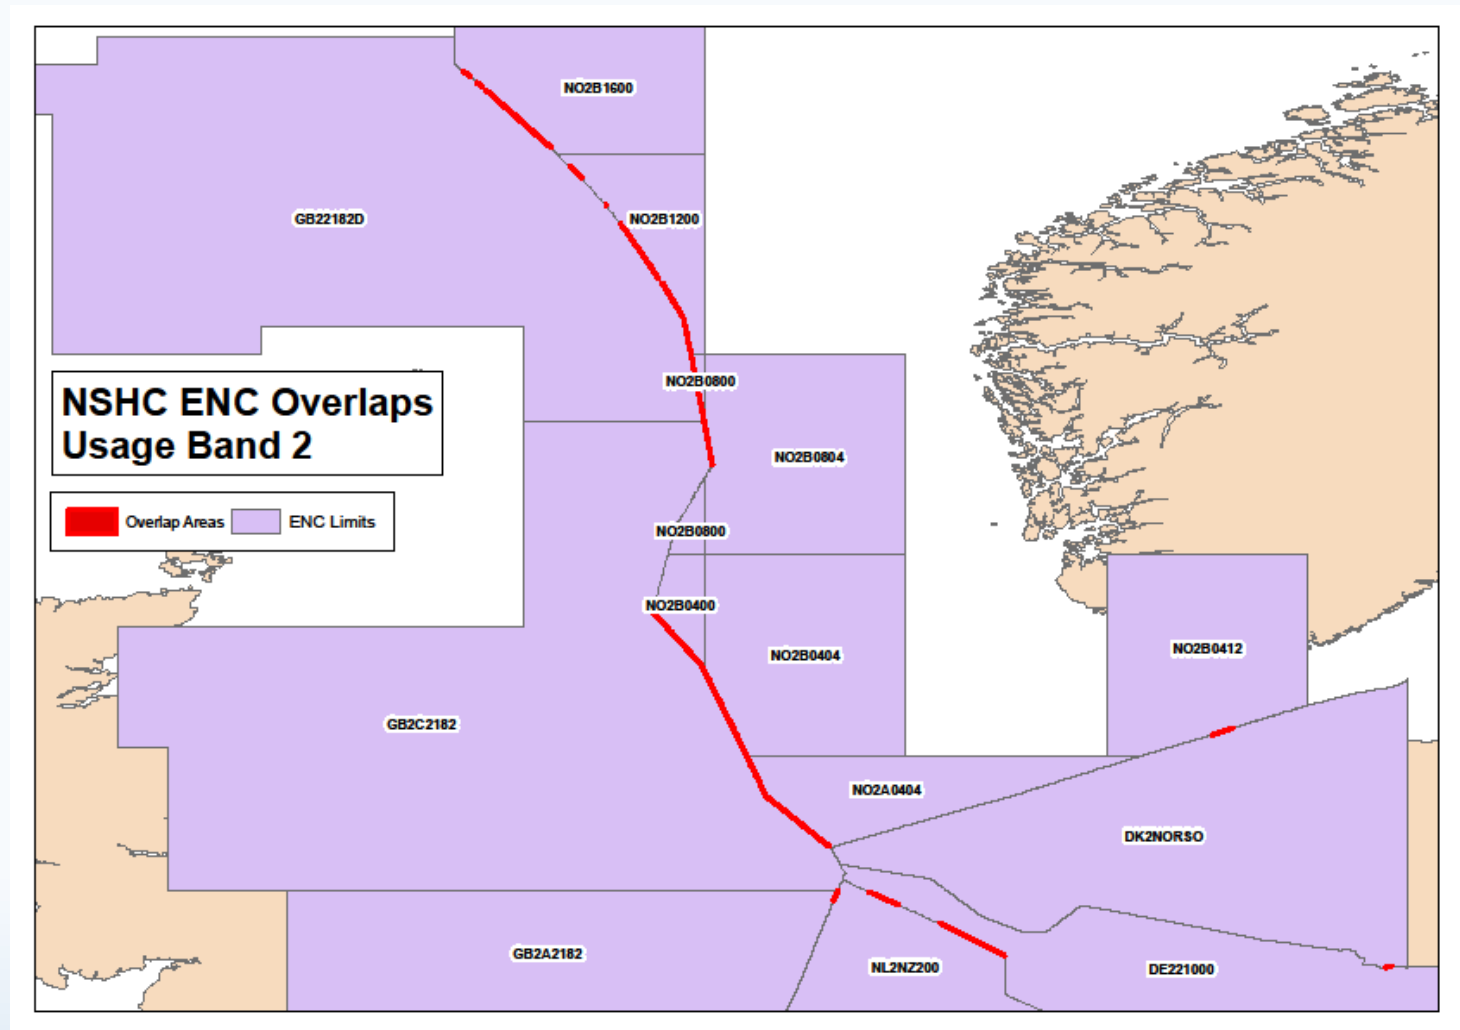 NO2B1600
GB22182D
NO2B1200
NO2B0800
NSHC ENC Overlaps
Usage Band 2
NO2B0804
Overlap Areas
ENC Limits
NO2B0800
NO2B0400
NO2B0404
NO2B0412
GB2C2182
NO2A0404
DK2NORSO
GB2A2182
NL2NZ200
DE221000